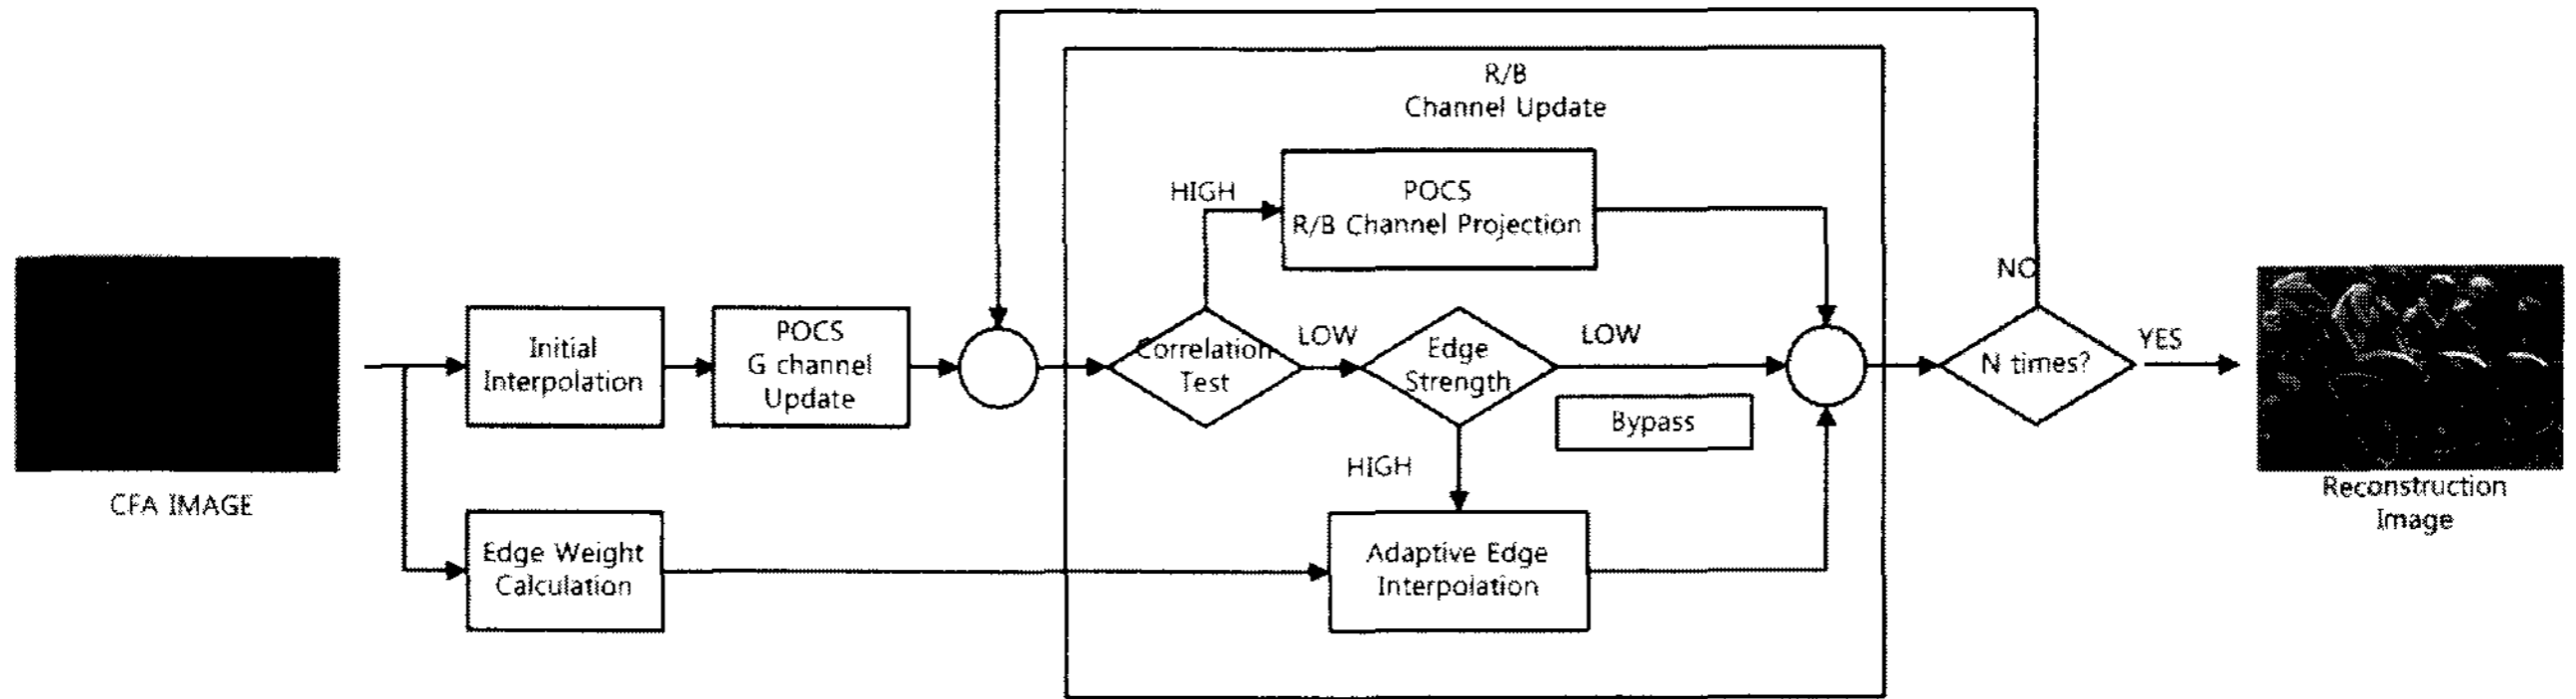 R/B
Channel Update
HIGH
POCS
R/B Channel Projection
NO
Initial
Interpolation
POCS
G channel
Update
Correlation
Test
LOW
Edge
Strength
LOW
N times?
YES
Bypass
HIGH
CFA IMAGE
Reconstruction
Image
Edge Weight
Calculation
Adaptive Edge
Interpolation